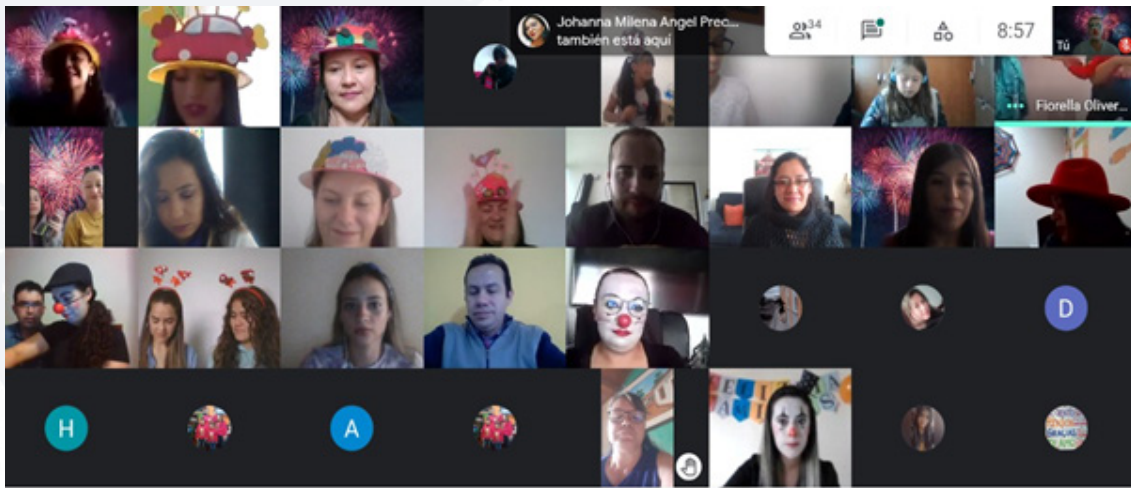 Johanna Milena Angel Prec...
también está aquí
34
8:57
Tú
Fiorella Oliver...
D
H
A